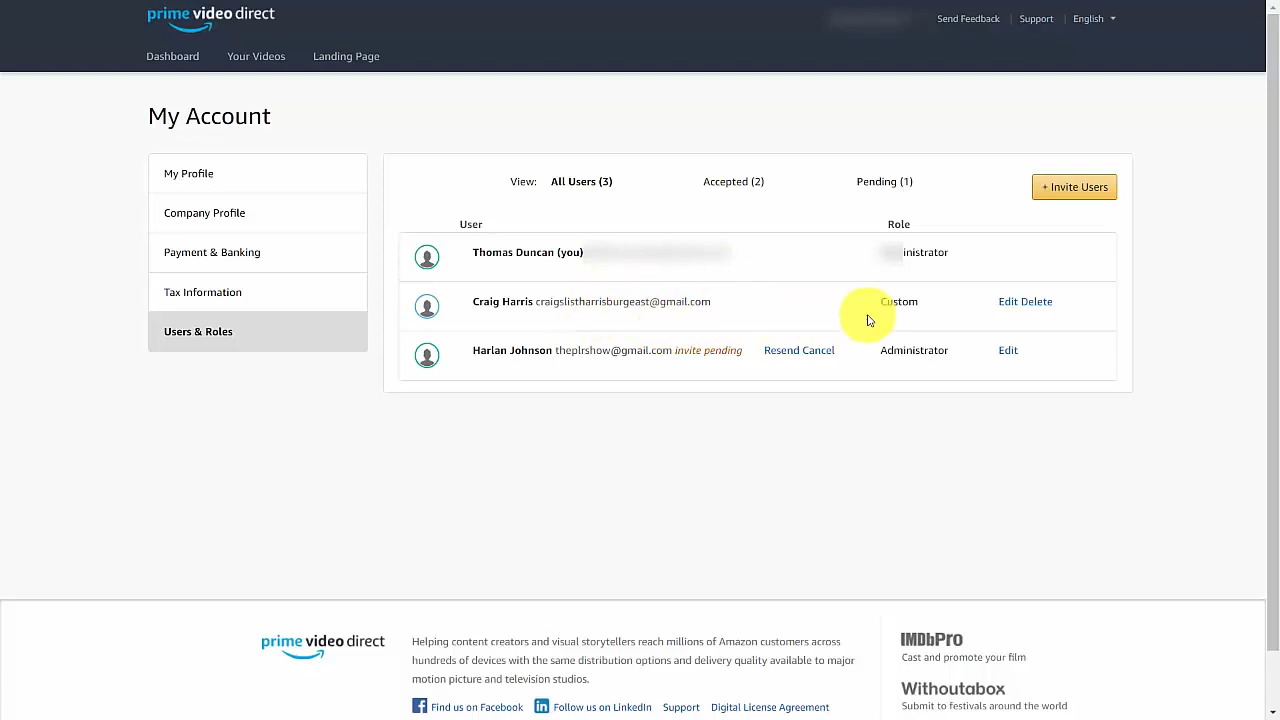 prime video direct
Send Feedback | Support | English
Dashboard Your Videos Landing Page
My Account
My Profile
Company Profile
Payment & Banking
Tax Information
Users & Roles
View: All Users (3) Accepted (2) Pending (1)
+ Invite Users
User Role
Thomas Duncan (you) inistrator
Craig Harris craigslistharrisburgeast@gmail.com Custom Edit Delete
Harlan Johnson theplrshow@gmail.com invite pending Resend Cancel Administrator Edit
prime video direct
Helping content creators and visual storytellers reach millions of Amazon customers across
hundreds of devices with the same distribution options and delivery quality available to major
motion picture and television studios.
Find us on Facebook Follow us on LinkedIn Support Digital License Agreement
IMDbPro
Cast and promote your film
Withoutabox
Submit to festivals around the world